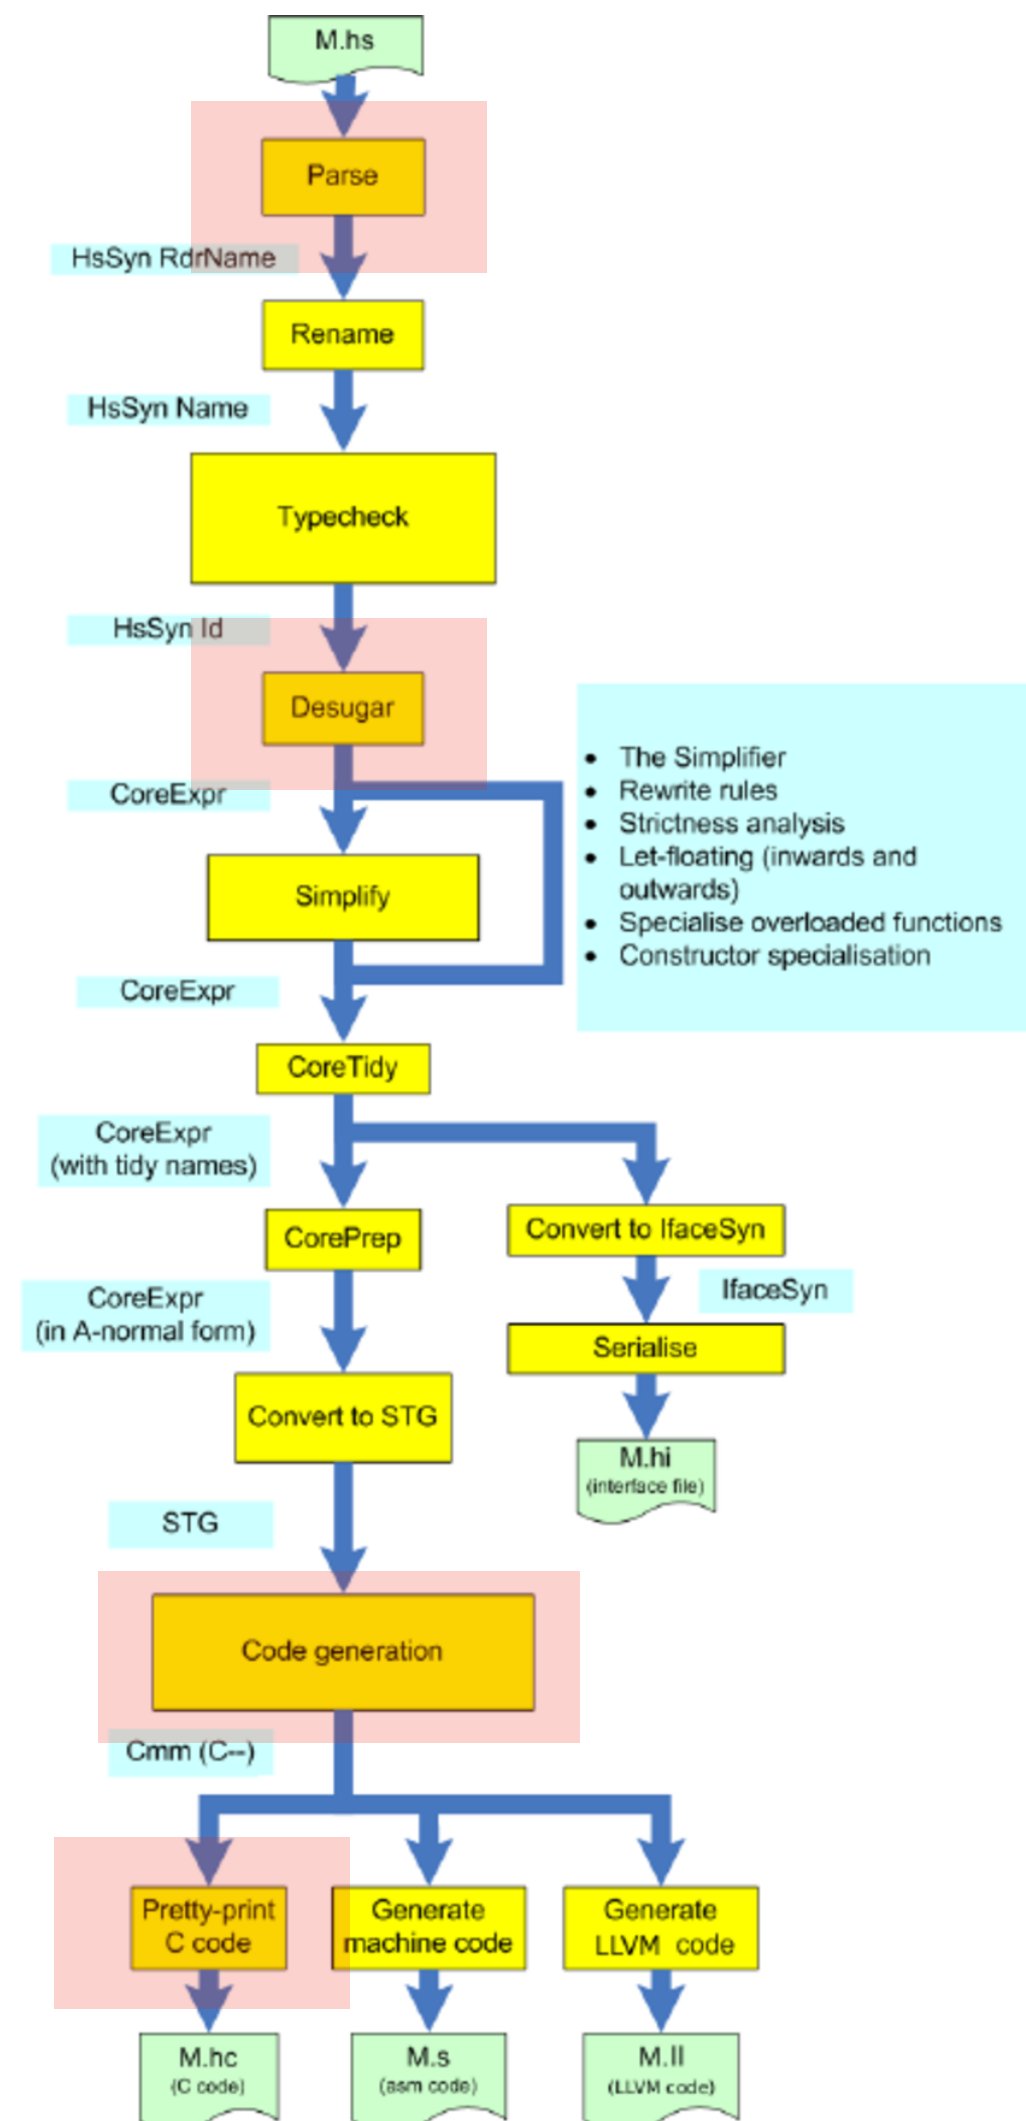 M.hs
Parse
HsSyn RdrName
Rename
HsSyn Name
Typecheck
HsSyn Id
Desugar
CoreExpr
• The Simplifier
• Rewrite rules
• Strictness analysis
• Let-floating (inwards and
outwards)
• Specialise overloaded functions
• Constructor specialisation
Simplify
CoreExpr
CoreTidy
CoreExpr
(with tidy names)
CorePrep
Convert to IfaceSyn
IfaceSyn
CoreExpr
(in A-normal form)
Serialise
Convert to STG
M.hi
(interface file)
STG
Code generation
Cmm (C--)
Pretty-print
C code
Generate
machine code
Generate
LLVM code
M.hc
(C code)
M.s
(asm code)
M.ll
(LLVM code)